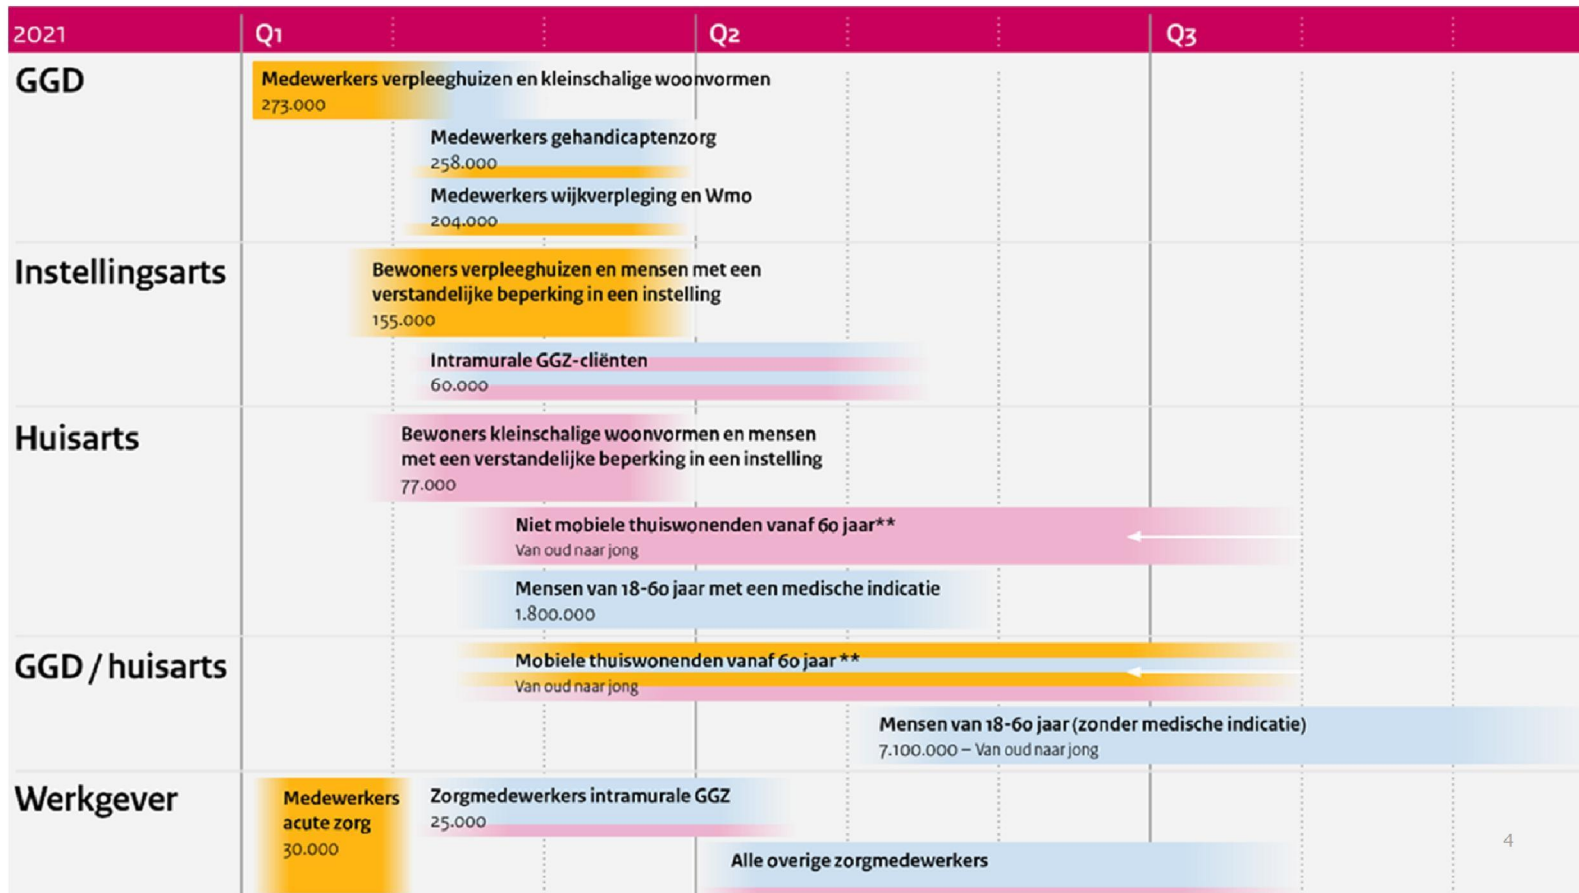 2021 Q1 Q2 Q3
GGD
Medewerkers verpleeghuizen en kleinschalige woonvormen
273.000
Medewerkers gehandicaptenzorg
258.000
Medewerkers wijkverpleging en Wmo
204.000
Instellingsarts
Bewoners verpleeghuizen en mensen met een
verstandelijke beperking in een instelling
155.000
Intramurale GGZ-cliënten
60.000
Huisarts
Bewoners kleinschalige woonvormen en mensen
met een verstandelijke beperking in een instelling
77.000
Niet mobiele thuiswonenden vanaf 60 jaar**
Van oud naar jong
Mensen van 18-60 jaar met een medische indicatie
1.800.000
GGD / huisarts
Mobiele thuiswonenden vanaf 60 jaar **
Van oud naar jong
Mensen van 18-60 jaar (zonder medische indicatie)
7.100.000 – Van oud naar jong
Werkgever
Medewerkers
acute zorg
30.000
Zorgmedewerkers intramurale GGZ
25.000
Alle overige zorgmedewerkers
4